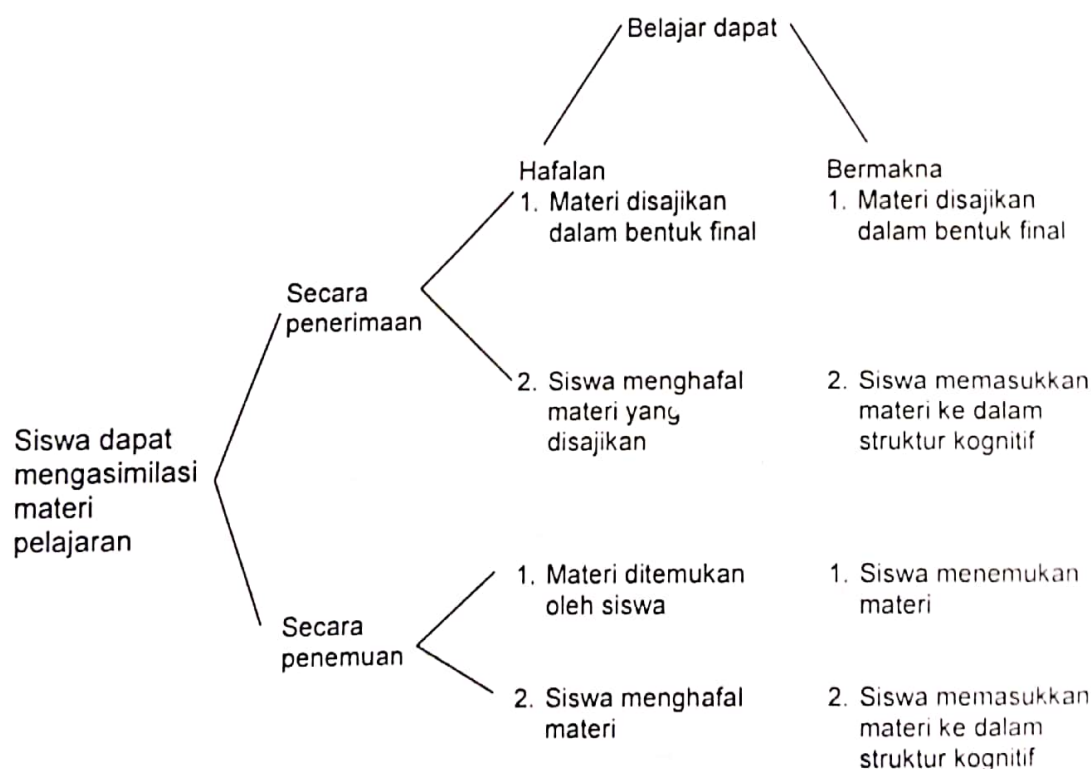 Belajar dapat
Hafalan
1. Materi disajikan
dalam bentuk final
Bermakna
1. Materi disajikan
dalam bentuk final
Secara
penerimaan
2. Siswa menghafal
materi yang
disajikan
2. Siswa memasukkan
materi ke dalam
struktur kognitif
Siswa dapat
mengasimilasi
materi
pelajaran
1. Materi ditemukan
oleh siswa
1. Siswa menemukan
materi
Secara
penemuan
2. Siswa menghafal
materi
2. Siswa memasukkan
materi ke dalam
struktur kognitif